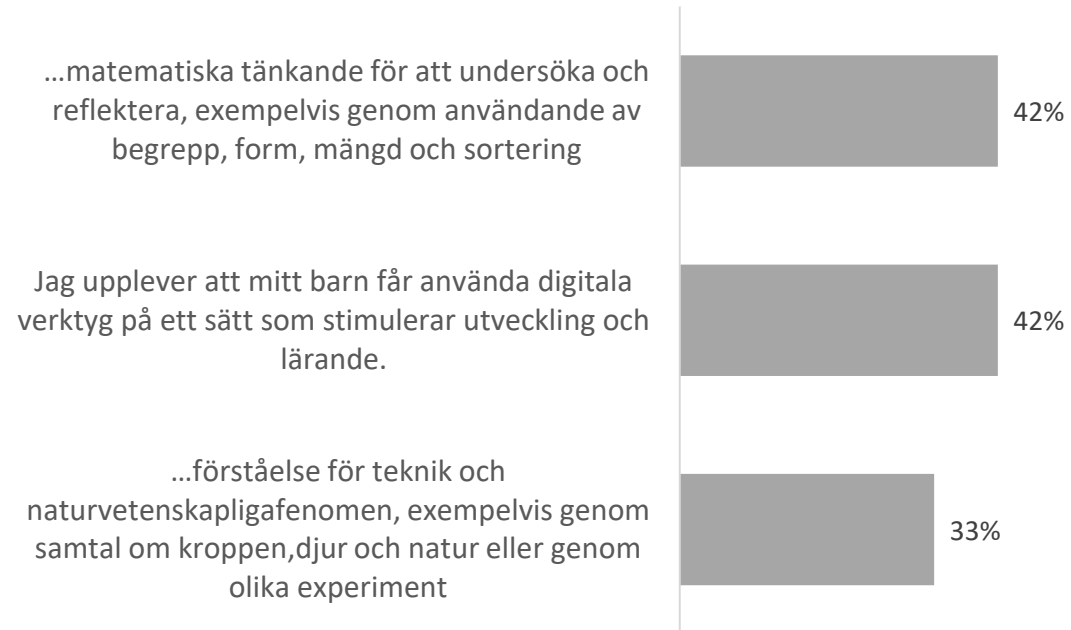 …matematiska tänkande för att undersöka och
reflektera, exempelvis genom användande av
begrepp, form, mängd och sortering
42%
Jag upplever att mitt barn får använda digitala
verktyg på ett sätt som stimulerar utveckling och
lärande.
42%
…förståelse för teknik och
naturvetenskapligafenomen, exempelvis genom
samtal om kroppen,djur och natur eller genom
olika experiment
33%